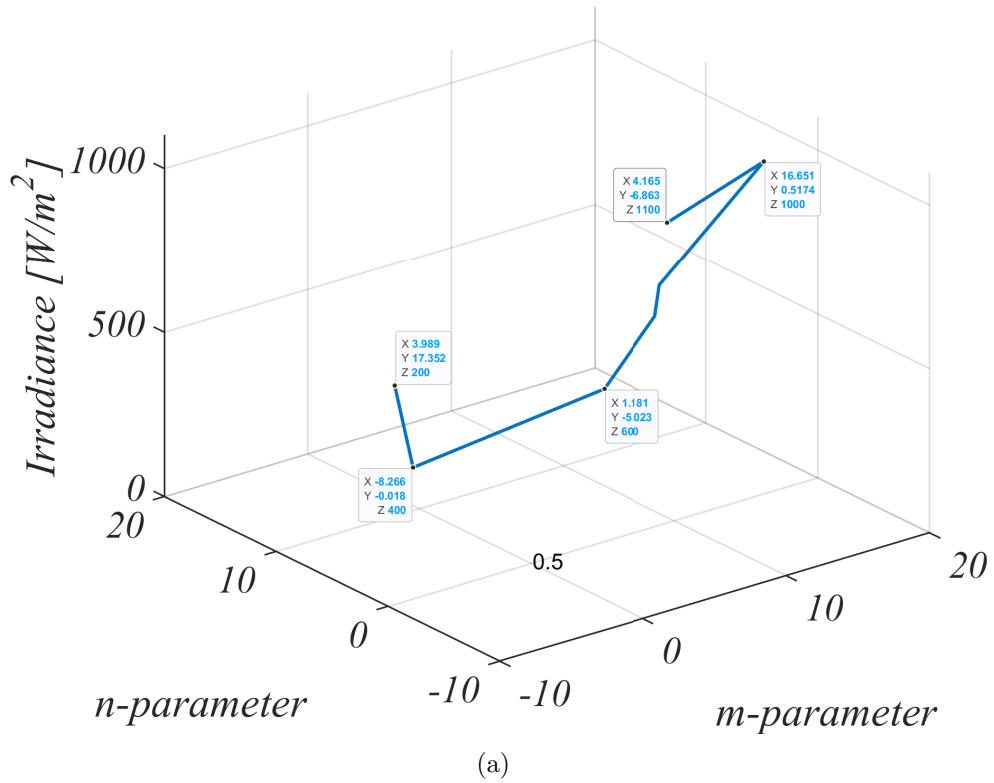 1000
500
0
Irradiance [W/m²]
X 4.165
Y -6.863
Z 1100
X 16.651
Y 0.5174
Z 1000
X 3.989
Y 17.352
Z 200
X 1.181
Y -5.023
Z 600
X -8.266
Y -0.018
Z 400
0.5
20
10
0
-10
-10
0
10
20
n-parameter
m-parameter
(a)